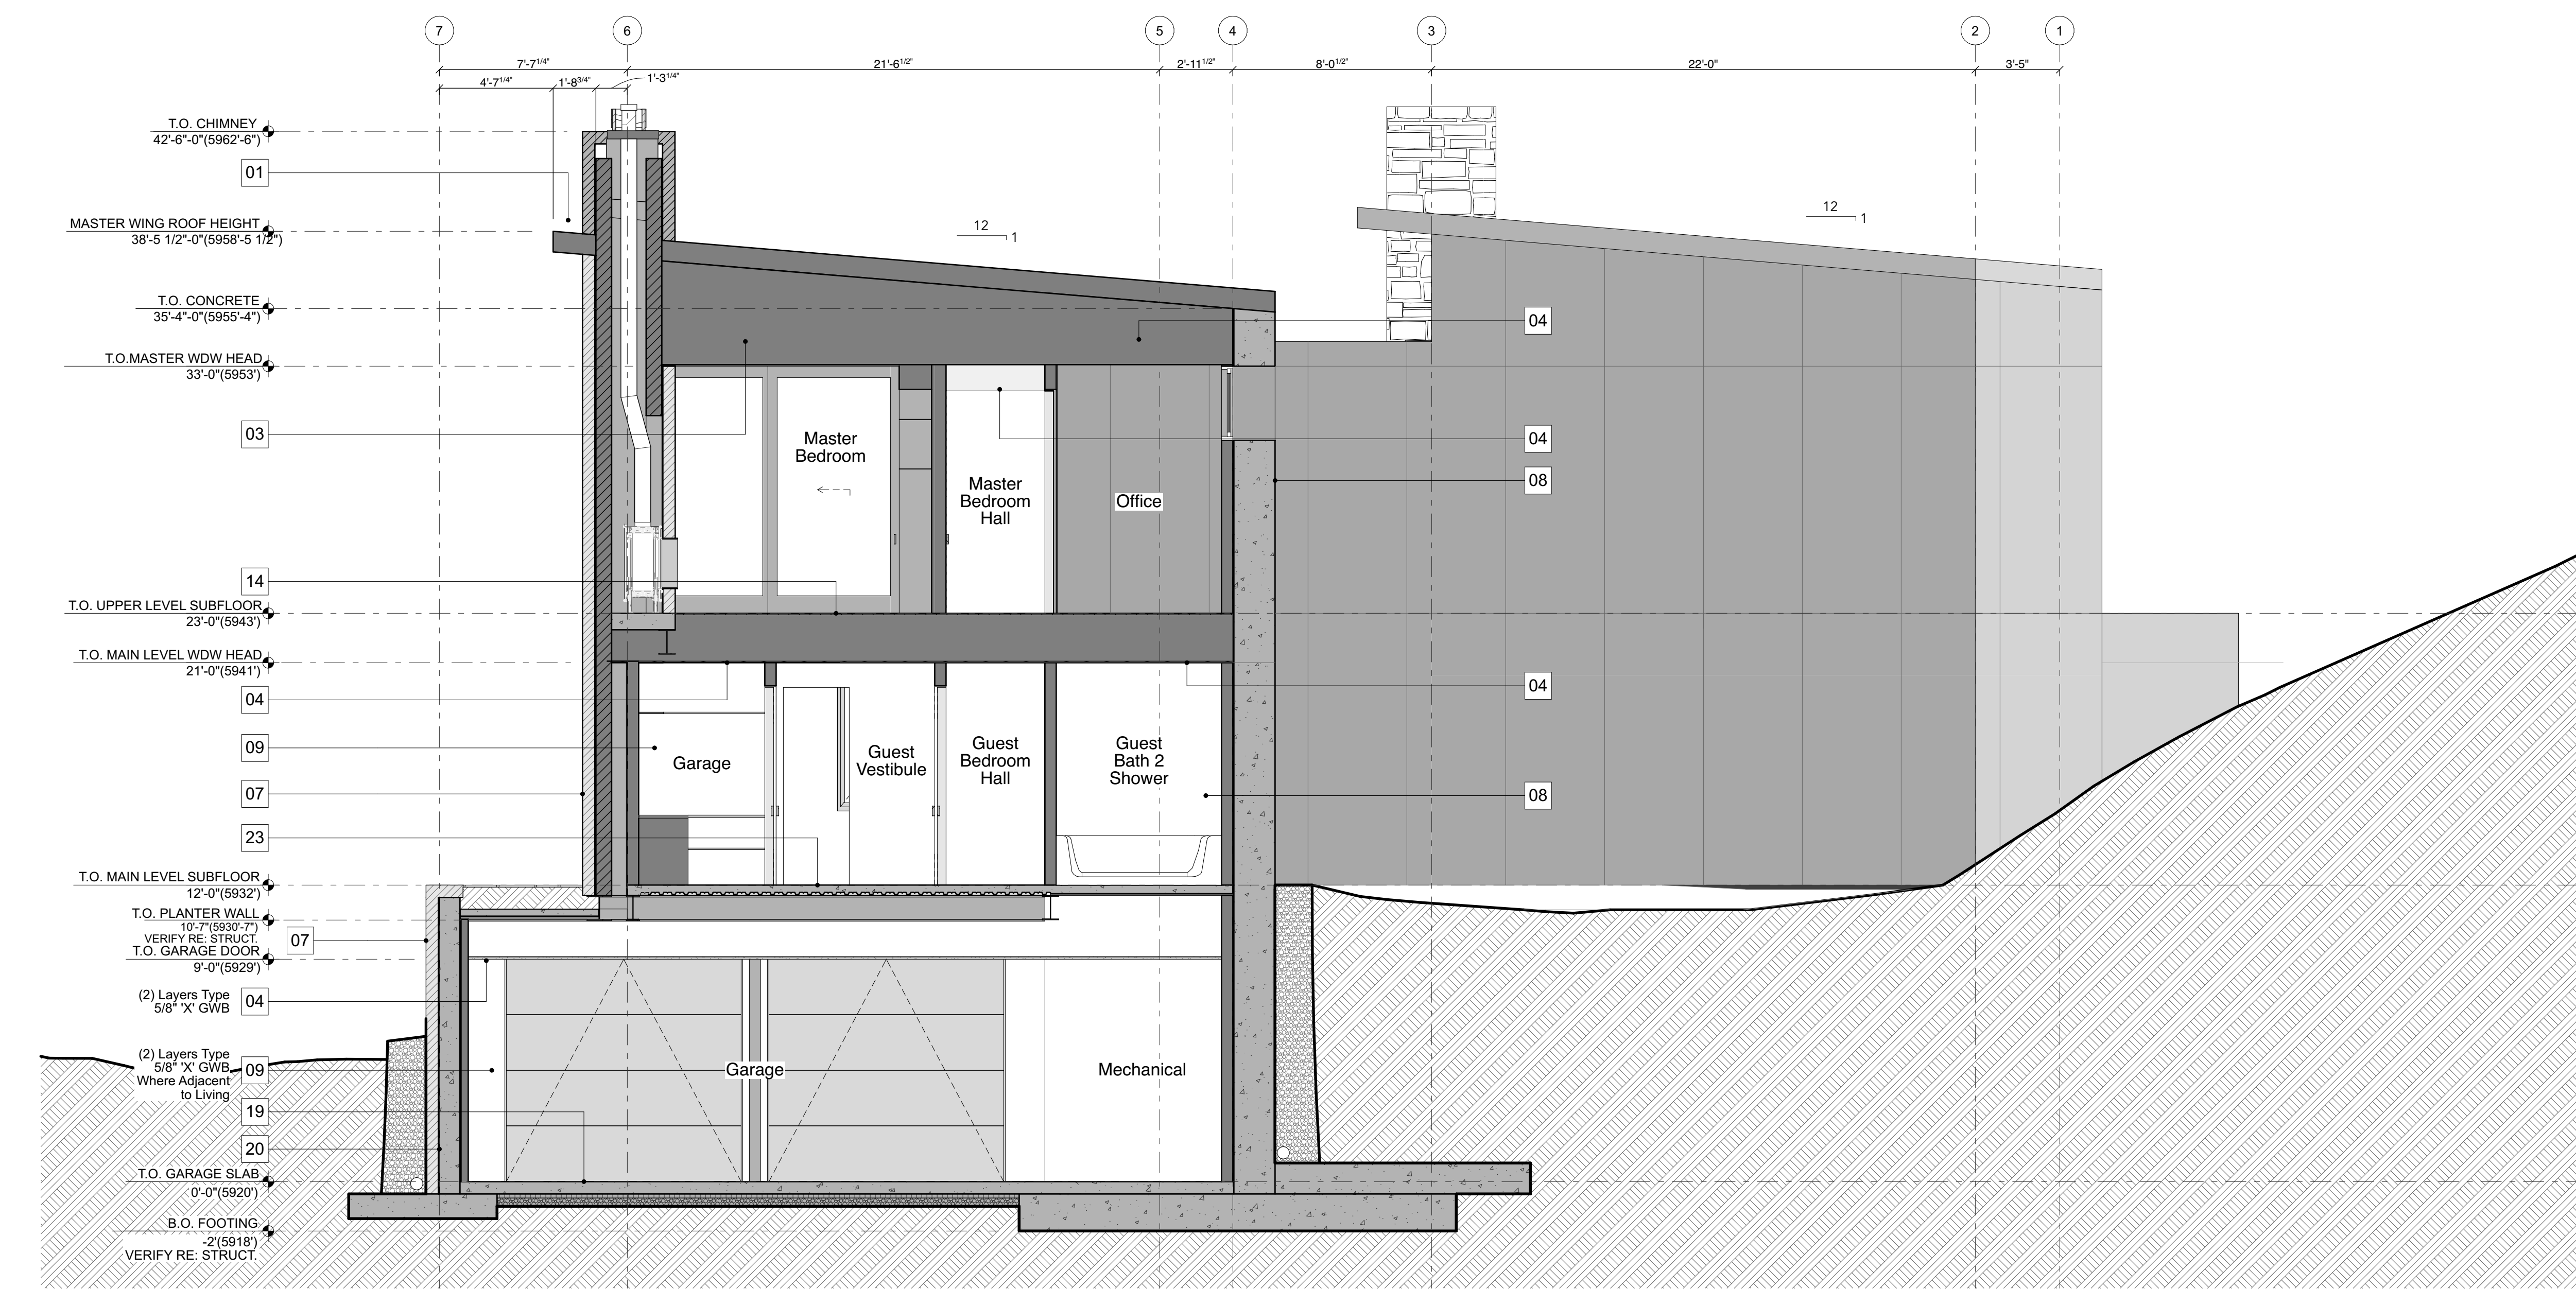 7
6
5
4
3
2
1
7'-7 1/4"
21'-6 1/2"
2'-11 1/2"
8'-0 1/2"
22'-0"
3'-5"
4'-7 1/4"
1'-8 3/4"
1'-3 1/4"
T.O. CHIMNEY
42'-6"-0"(5962'-6")
01
MASTER WING ROOF HEIGHT
38'-5 1/2"-0"(5958'-5 1/2")
12
1
12
1
T.O. CONCRETE
35'-4"-0"(5955'-4")
04
T.O.MASTER WDW HEAD
33'-0"(5953')
03
04
Master
Bedroom
08
Master
Bedroom
Hall
Office
14
T.O. UPPER LEVEL SUBFLOOR
23'-0"(5943')
T.O. MAIN LEVEL WDW HEAD
21'-0"(5941')
04
04
09
Garage
Guest
Vestibule
Guest
Bedroom
Hall
Guest
Bath 2
Shower
07
08
23
T.O. MAIN LEVEL SUBFLOOR
12'-0"(5932')
T.O. PLANTER WALL
10'-7"(5930'-7")
VERIFY RE: STRUCT.
07
T.O. GARAGE DOOR
9'-0"(5929')
(2) Layers Type
5/8" 'X' GWB
04
(2) Layers Type
5/8" 'X' GWB
Where Adjacent
to Living
09
Garage
Mechanical
19
20
T.O. GARAGE SLAB
0'-0"(5920')
B.O. FOOTING
-2'(5918')
VERIFY RE: STRUCT.